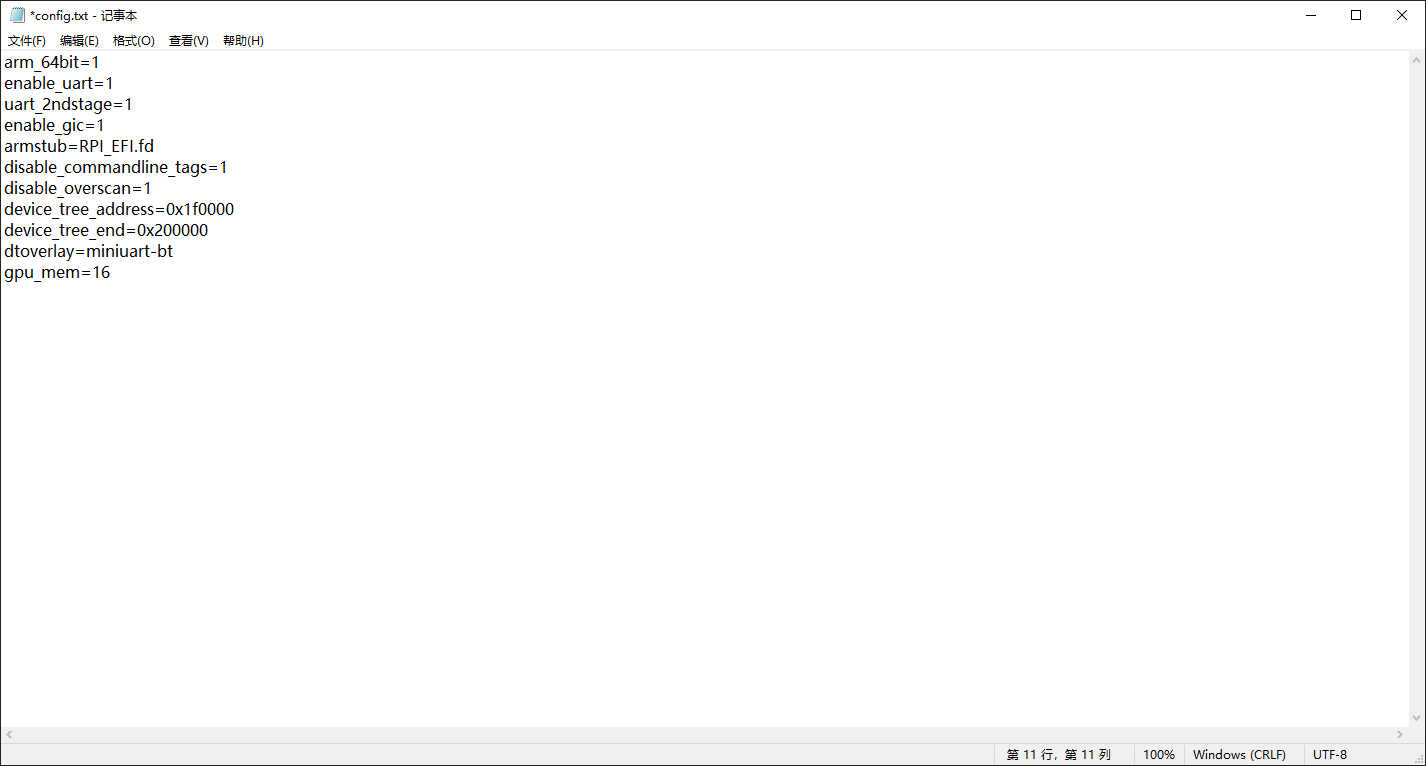 *config.txt - 记事本
文件(F) 编辑(E) 格式(O) 查看(V) 帮助(H)
arm_64bit=1
enable_uart=1
uart_2ndstage=1
enable_gic=1
armstub=RPI_EFI.fd
disable_commandline_tags=1
disable_overscan=1
device_tree_address=0x1f0000
device_tree_end=0x200000
dtoverlay=miniuart-bt
gpu_mem=16
第 11 行，第 11 列 100% Windows (CRLF) UTF-8